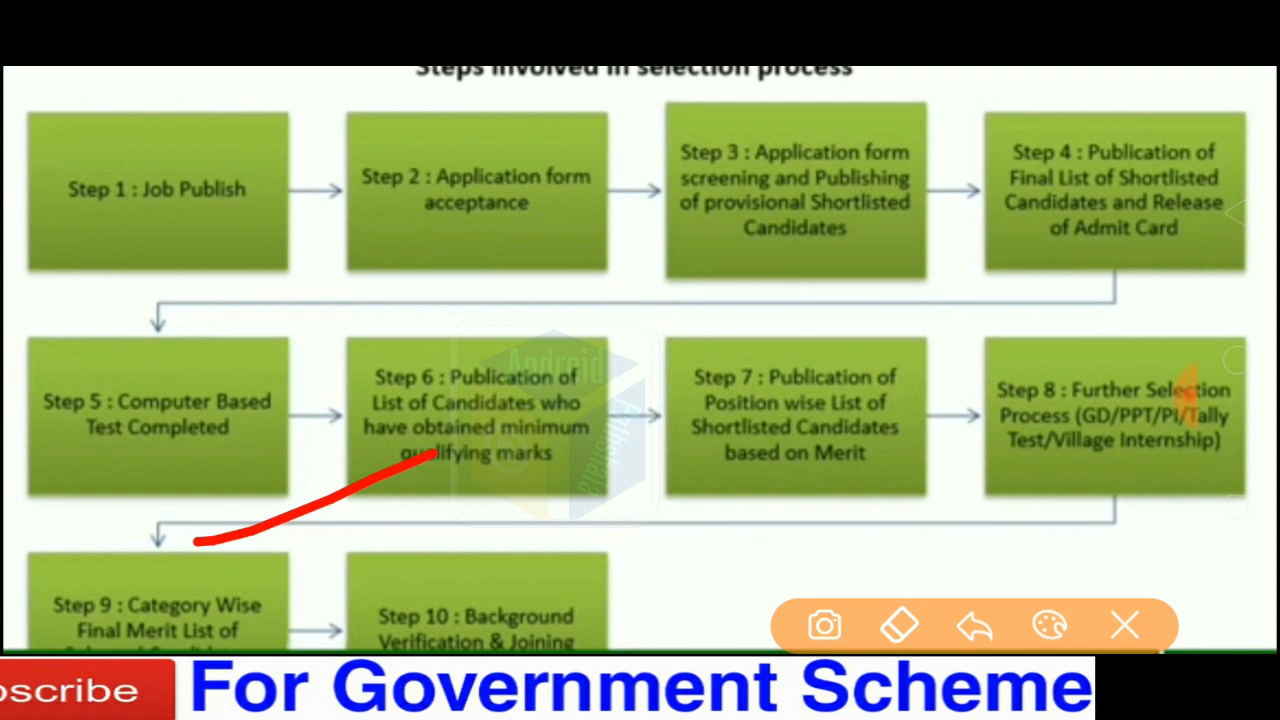 Steps involved in selection process
Step 1 : Job Publish
Step 2 : Application form
acceptance
Step 3 : Application form
screening and Publishing
of provisional Shortlisted
Candidates
Step 4 : Publication of
Final List of Shortlisted
Candidates and Release
of Admit Card
Step 5 : Computer Based
Test Completed
Step 6 : Publication of
List of Candidates who
have obtained minimum
qualifying marks
Step 7 : Publication of
Position wise List of
Shortlisted Candidates
based on Merit
Step 8 : Further Selection
Process (GD/PPT/PI/Tally
Test/Village Internship)
Android
Pathshala
Step 9 : Category Wise
Final Merit List of
Step 10 : Background
Verification & Joining
bscribe
For Government Scheme